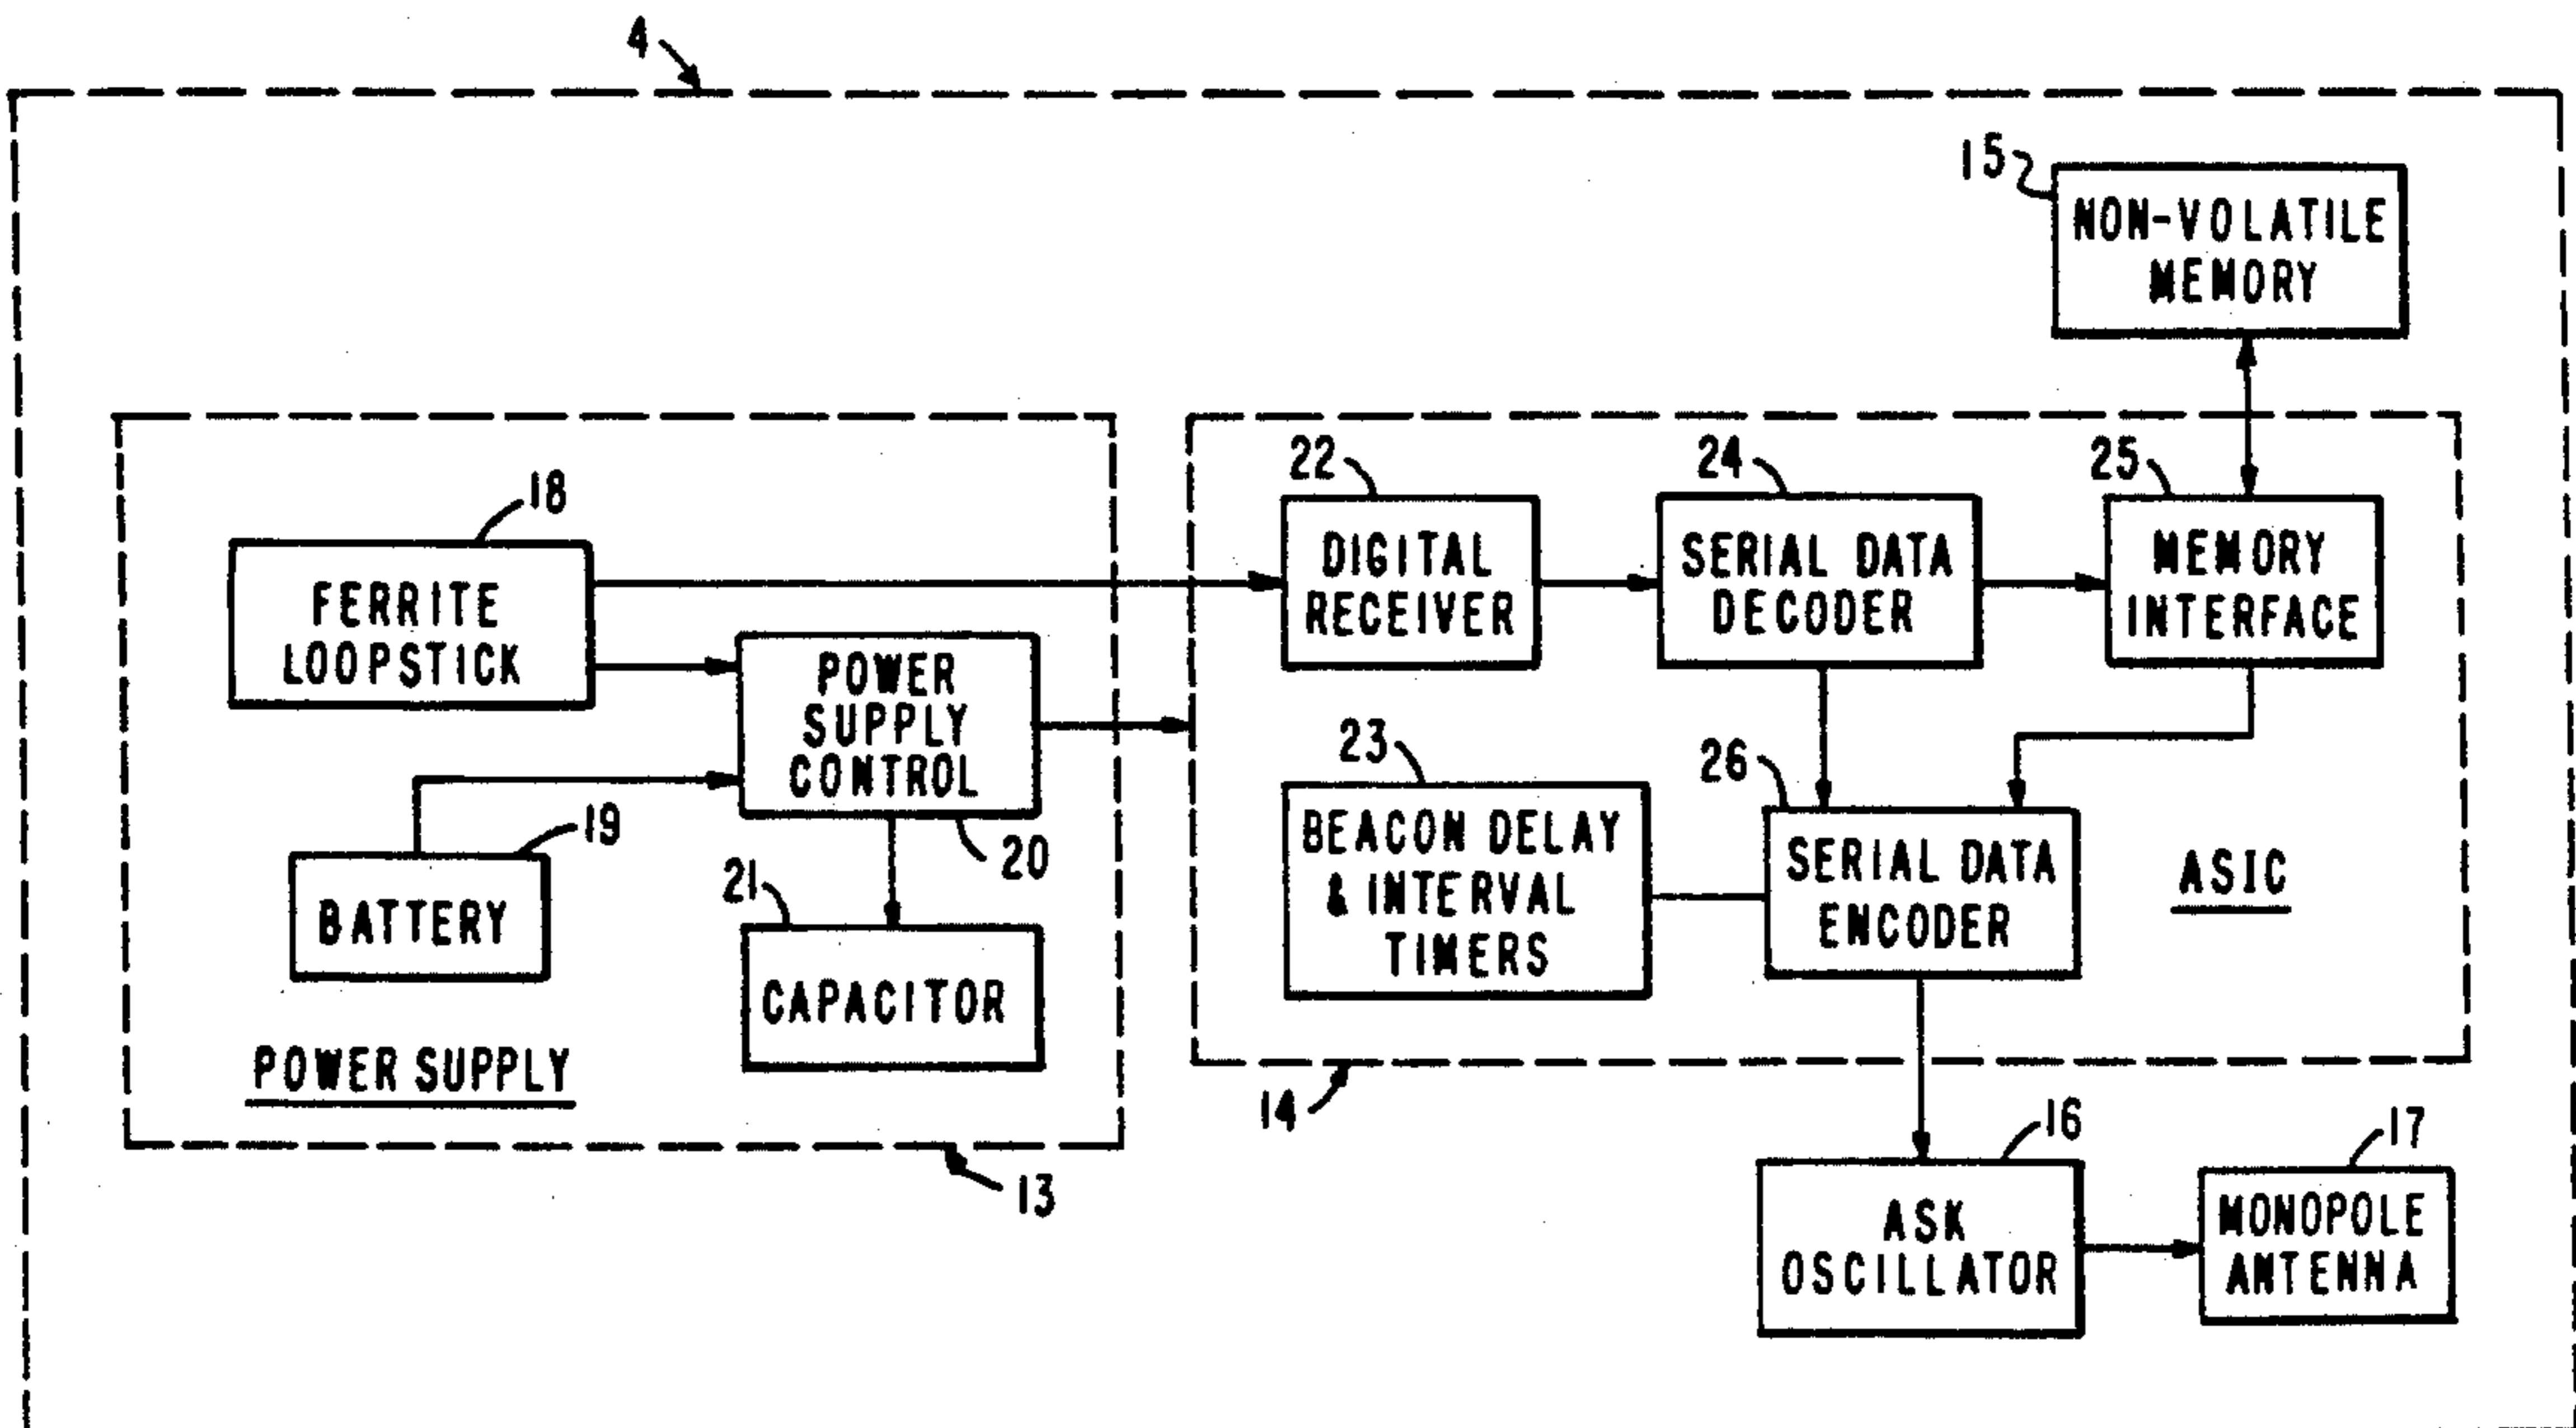 4
15
NON-VOLATILE
MEMORY
18
FERRITE
LOOPSTICK
POWER
SUPPLY
CONTROL
20
19
BATTERY
21
CAPACITOR
POWER SUPPLY
13
22
DIGITAL
RECEIVER
24
SERIAL DATA
DECODER
25
MEMORY
INTERFACE
23
BEACON DELAY
& INTERVAL
TIMERS
26
SERIAL DATA
ENCODER
ASIC
14
16
ASK
OSCILLATOR
17
MONOPOLE
ANTENNA